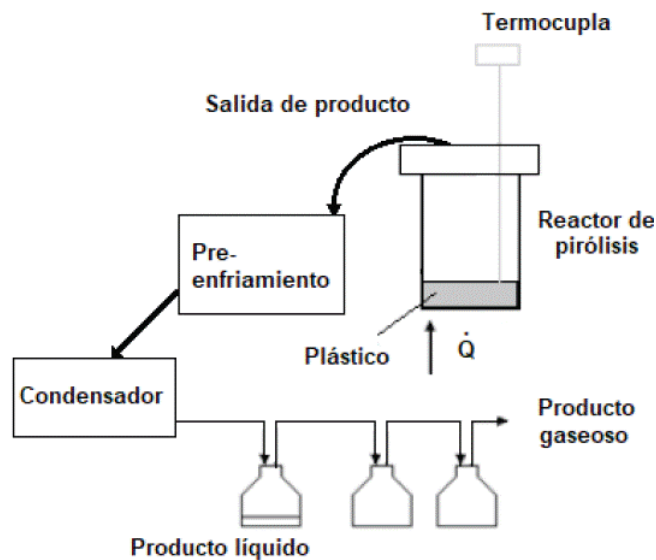 Termocupla
Salida de producto
Reactor de
pirólisis
Pre-
enfriamiento
Plástico
Q̇
Condensador
Producto
gaseoso
Producto líquido